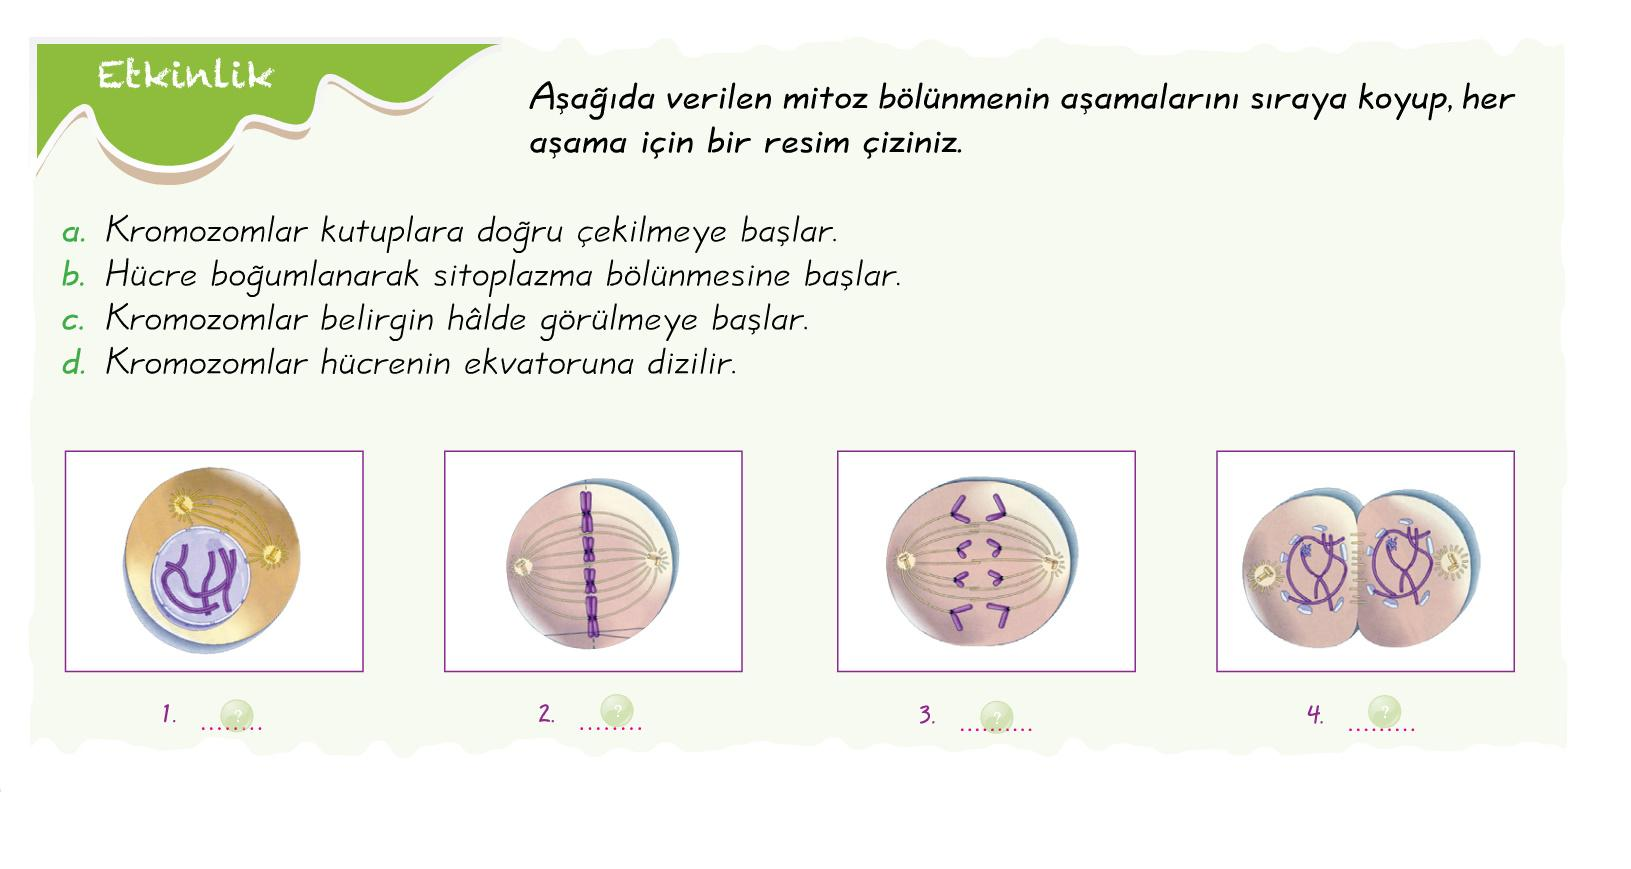 Etkinlik
Aşağıda verilen mitoz bölünmenin aşamalarını sıraya koyup, her
aşama için bir resim çiziniz.
a. Kromozomlar kutuplara doğru çekilmeye başlar.
b. Hücre boğumlanarak sitoplazma bölünmesine başlar.
c. Kromozomlar belirgin hâlde görülmeye başlar.
d. Kromozomlar hücrenin ekvatoruna dizilir.
1. ........ ? 2. ........ ? 3. ......... ? 4. ......... ?